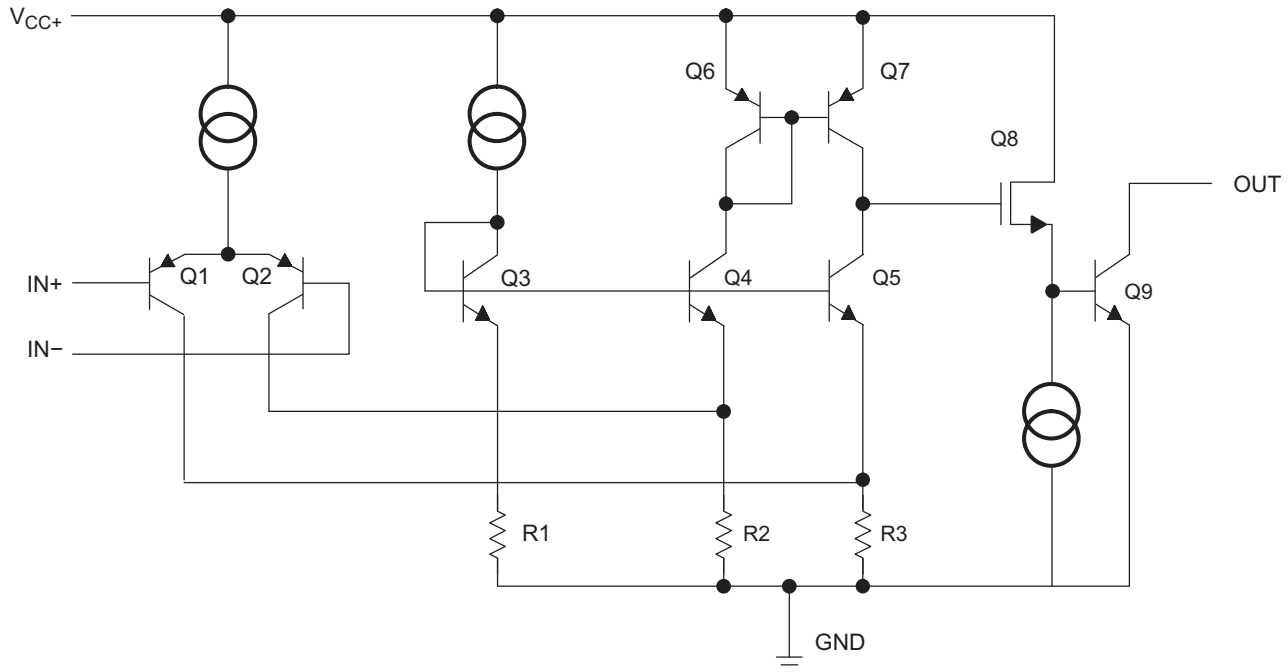 VCC+
Q6 Q7
Q8
OUT
IN+ Q1 Q2 Q3 Q4 Q5 Q9
IN−
R1 R2 R3
GND